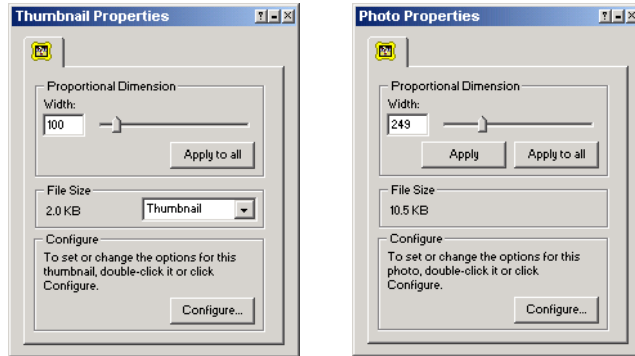 Thumbnail Properties
Proportional Dimension
Width:
100
Apply to all
File Size
2.0 KB
Thumbnail
Configure
To set or change the options for this
thumbnail, double-click it or click
Configure.
Configure...
Photo Properties
Proportional Dimension
Width:
249
Apply
Apply to all
File Size
10.5 KB
Configure
To set or change the options for this
photo, double-click it or click
Configure.
Configure...